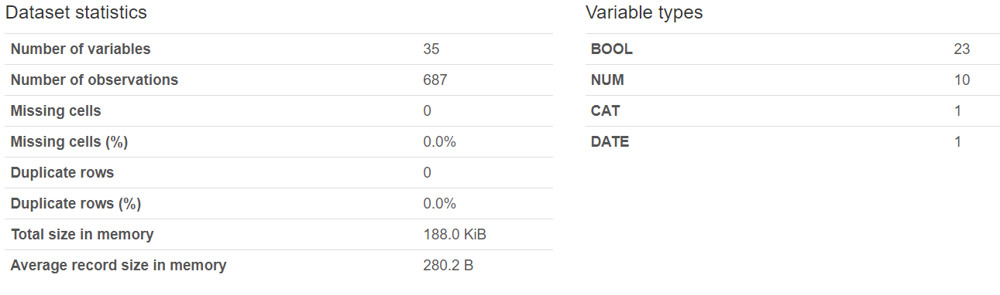 Dataset statistics
Number of variables 35
Number of observations 687
Missing cells 0
Missing cells (%) 0.0%
Duplicate rows 0
Duplicate rows (%) 0.0%
Total size in memory 188.0 KiB
Average record size in memory 280.2 B
Variable types
BOOL 23
NUM 10
CAT 1
DATE 1